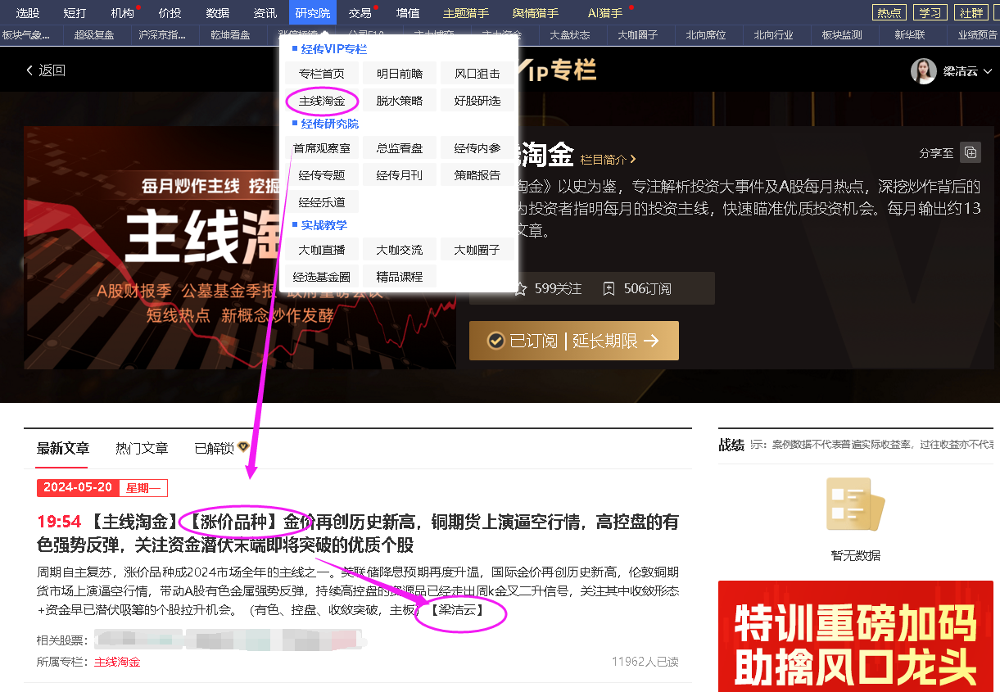 选股 短打 机构 价投 数据 资讯 研究院 交易 增值 主题猎手 舆情猎手 AI猎手 热点 学习 社群
板块气象... 超级复盘 沪深京指... 乾坤看盘 大盘状态 大咖圈子 北向席位 北向行业 板块监测 新华联 业绩预告
经传VIP专栏
返回
VIP专栏
梁洁云
专栏首页 明日前瞻 风口狙击
主线淘金 脱水策略 好股研选
经传研究院
首席观察室 总监看盘 经传内参
经传专题 经传月刊 策略报告
经经乐道
实战教学
大咖直播 大咖交流 大咖圈子
经选基金圈 精品课程
每月炒作主线 挖掘
主线淘
A股财报季 公募基金季报
短线热点 新概念炒作发酵
淘金 栏目简介
分享至
淘金》以史为鉴，专注解析投资大事件及A股每月热点，深挖炒作背后的
为投资者指明每月的投资主线，快速瞄准优质投资机会。每月输出约13
文章。
599关注 506订阅
已订阅 | 延长期限
最新文章 热门文章 已解锁
2024-05-20 星期一
19:54 【主线淘金】【涨价品种】金价再创历史新高，铜期货上演逼空行情，高控盘的有
色强势反弹，关注资金潜伏末端即将突破的优质个股
周期自主复苏，涨价品种成2024市场全年的主线之一。美联储降息预期再度升温，国际金价再创历史新高，伦敦铜期
货市场上演逼空行情，带动A股有色金属强势反弹，持续高控盘的资源品已经走出周k金叉二升信号，关注其中收敛形态
+资金早已潜伏吸筹的个股拉升机会。（有色、控盘、收敛突破，主板）【梁洁云】
相关股票：
所属专栏：主线淘金
11962人已读
战绩 示：案例数据不代表普遍实际收益率，过往收益亦不代表
暂无数据
特训重磅加码
助擒风口龙头